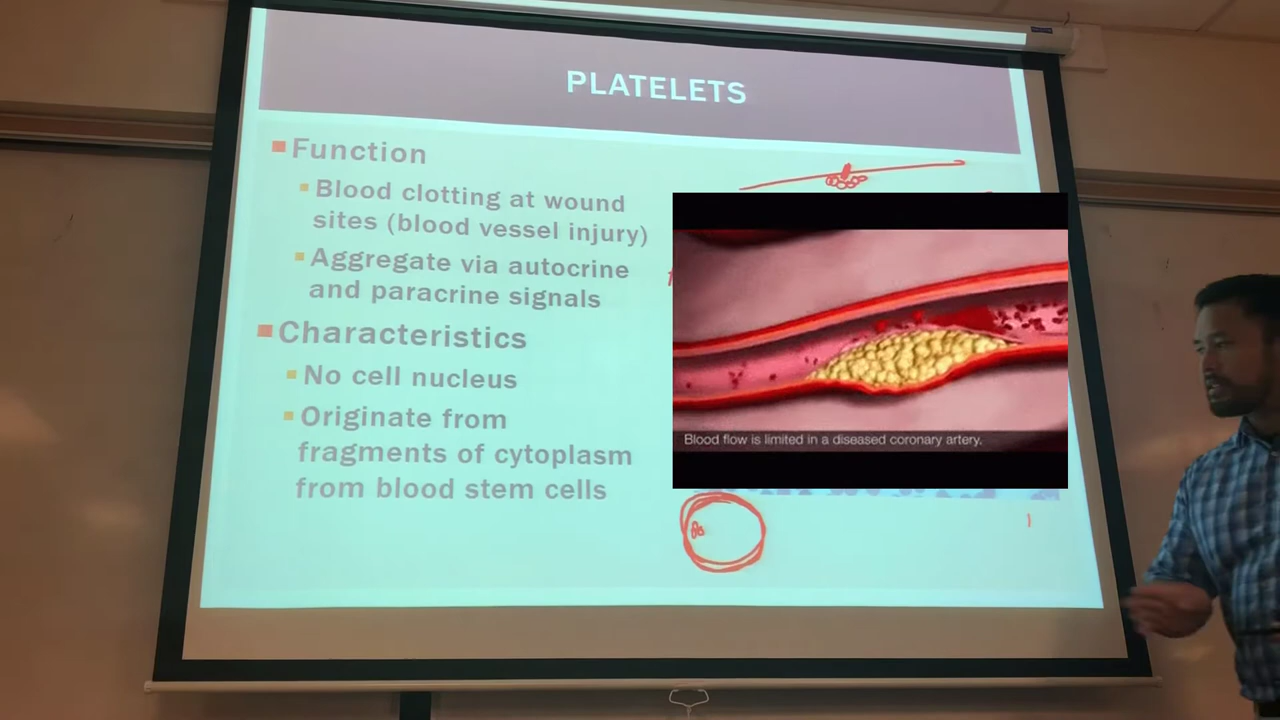 PLATELETS
Function
Blood clotting at wound
sites (blood vessel injury)
Aggregate via autocrine
and paracrine signals
Characteristics
No cell nucleus
Originate from
fragments of cytoplasm
from blood stem cells
Blood flow is limited in a diseased coronary artery.